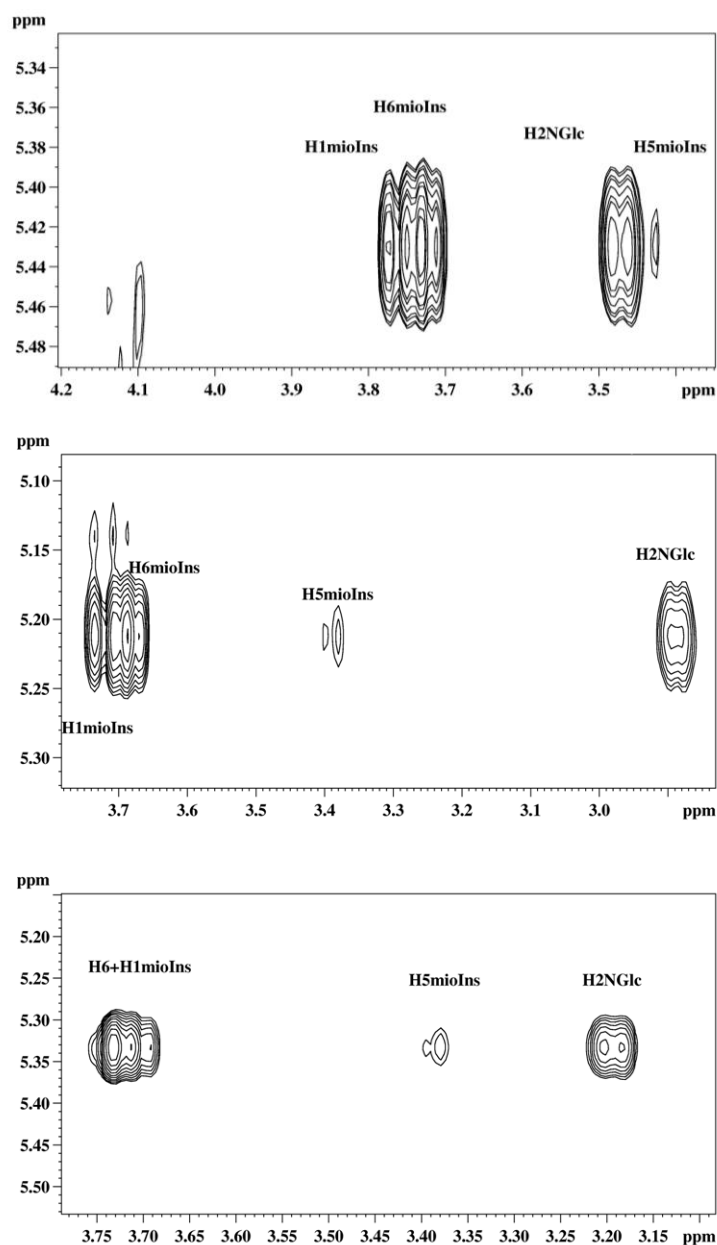 ppm
5.34
5.36
H6mioIns
5.38
H1mioIns
H2NGlc
H5mioIns
5.40
5.42
5.44
5.46
5.48
4.2 4.1 4.0 3.9 3.8 3.7 3.6 3.5 ppm
ppm
5.10
5.15
H2NGlc
H6mioIns
5.20
H5mioIns
5.25
H1mioIns
5.30
3.7 3.6 3.5 3.4 3.3 3.2 3.1 3.0 ppm
ppm
5.20
H6+H1mioIns
5.25
H5mioIns
H2NGlc
5.30
5.35
5.40
5.45
5.50
3.75 3.70 3.65 3.60 3.55 3.50 3.45 3.40 3.35 3.30 3.25 3.20 3.15 ppm